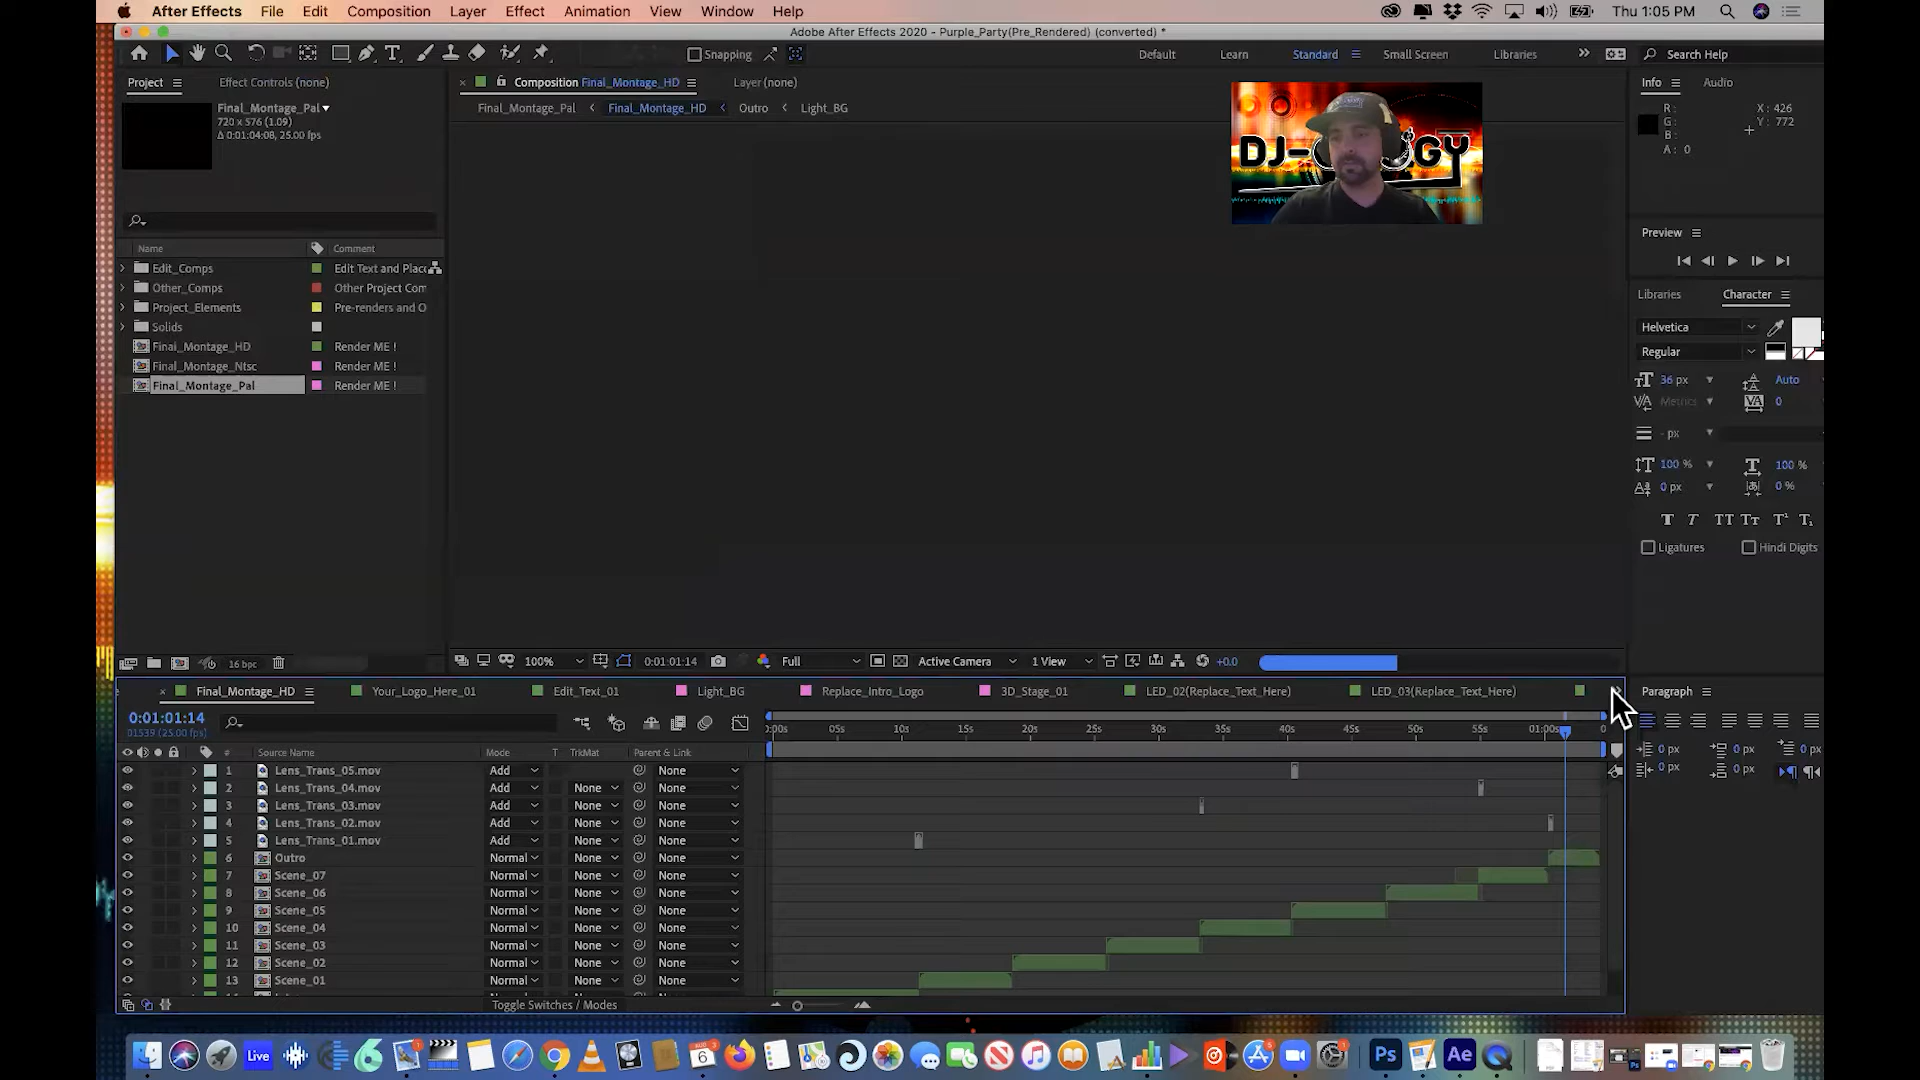 After Effects File Edit Composition Layer Effect Animation View Window Help Thu 1:05 PM
Adobe After Effects 2020 - Purple_Party(Pre_Rendered) (converted) *
Snapping Default Learn Standard Small Screen Libraries Search Help
Project Effect Controls (none) Composition Final_Montage_HD Layer (none) Info Audio
Final_Montage_Pal 720 x 576 (1.09) Δ 0:01:04:08, 25.00 fps
Final_Montage_Pal Final_Montage_HD Outro Light_BG
R: G: B: A: 0 X: 426 Y: 772
DJ-
GY
Name Comment
Edit_Comps Edit Text and Plac
Other_Comps Other Project Com
Project_Elements Pre-renders and O
Solids
Final_Montage_HD Render ME !
Final_Montage_Ntsc Render ME !
Final_Montage_Pal Render ME !
Preview
Libraries Character
Helvetica
Regular
36 px Auto
Metrics 0
- px
100 % 100 %
0 px 0 %
T T TT Tт T¹ T₁
Ligatures Hindi Digits
16 bpc 100% 0:01:01:14 Full Active Camera 1 View +0.0
Final_Montage_HD Your_Logo_Here_01 Edit_Text_01 Light_BG Replace_Intro_Logo 3D_Stage_01 LED_02(Replace_Text_Here) LED_03(Replace_Text_Here) Paragraph
0:01:01:14
01539 (25.00 fps)
:00s 05s 10s 15s 20s 25s 30s 35s 40s 45s 50s 55s 01:00s 0
0 px 0 px 0 px
0 px 0 px
# Source Name Mode T TrkMat Parent & Link
1 Lens_Trans_05.mov Add None
2 Lens_Trans_04.mov Add None None
3 Lens_Trans_03.mov Add None None
4 Lens_Trans_02.mov Add None None
5 Lens_Trans_01.mov Add None None
6 Outro Normal None None
7 Scene_07 Normal None None
8 Scene_06 Normal None None
9 Scene_05 Normal None None
10 Scene_04 Normal None None
11 Scene_03 Normal None None
12 Scene_02 Normal None None
13 Scene_01 Normal None None
Toggle Switches / Modes
Live AUG 6 Ps Ae